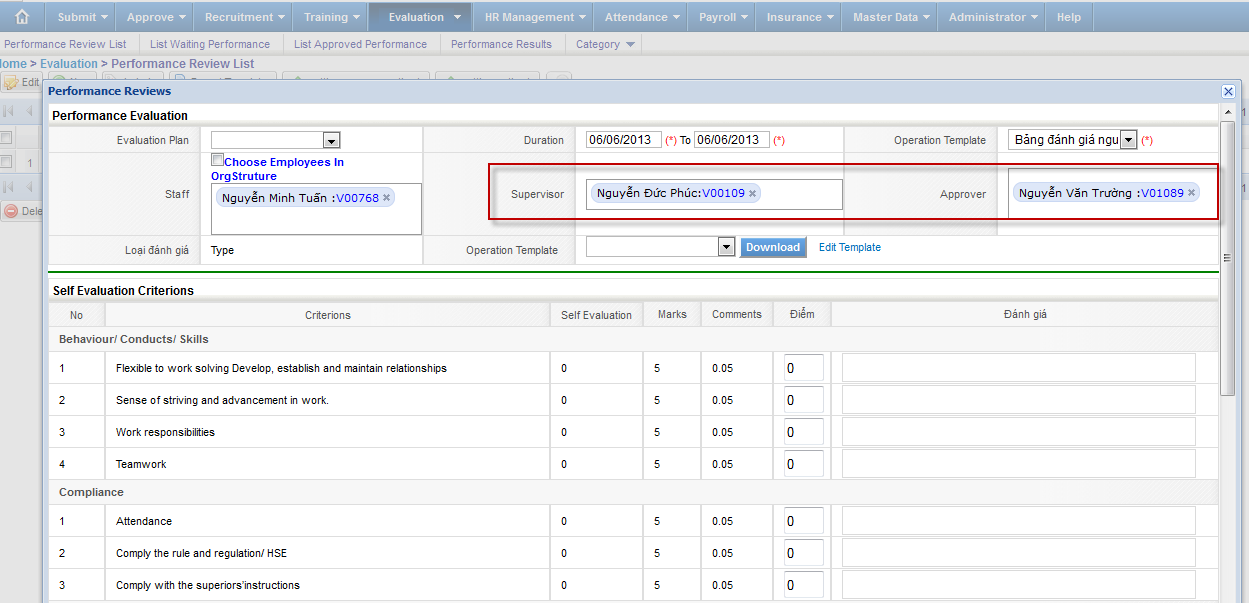 Submit Approve Recruitment Training Evaluation HR Management Attendance Payroll Insurance Master Data Administrator Help
Performance Review List List Waiting Performance List Approved Performance Performance Results Category
ome > Evaluation > Performance Review List
Edit
Performance Reviews
Performance Evaluation
Evaluation Plan Duration 06/06/2013 (*) To 06/06/2013 (*) Operation Template Bảng đánh giá ngu (*)
Choose Employees In
OrgStruture
Staff Nguyễn Minh Tuấn :V00768 × Supervisor Nguyễn Đức Phúc:V00109 × Approver Nguyễn Văn Trường :V01089 ×
1
Dele
Loại đánh giá Type Operation Template Download Edit Template
Self Evaluation Criterions
No Criterions Self Evaluation Marks Comments Điểm Đánh giá
Behaviour/ Conducts/ Skills
1 Flexible to work solving Develop, establish and maintain relationships 0 5 0.05 0
2 Sense of striving and advancement in work. 0 5 0.05 0
3 Work responsibilities 0 5 0.05 0
4 Teamwork 0 5 0.05 0
Compliance
1 Attendance 0 5 0.05 0
2 Comply the rule and regulation/ HSE 0 5 0.05 0
3 Comply with the superiors'instructions 0 5 0.05 0